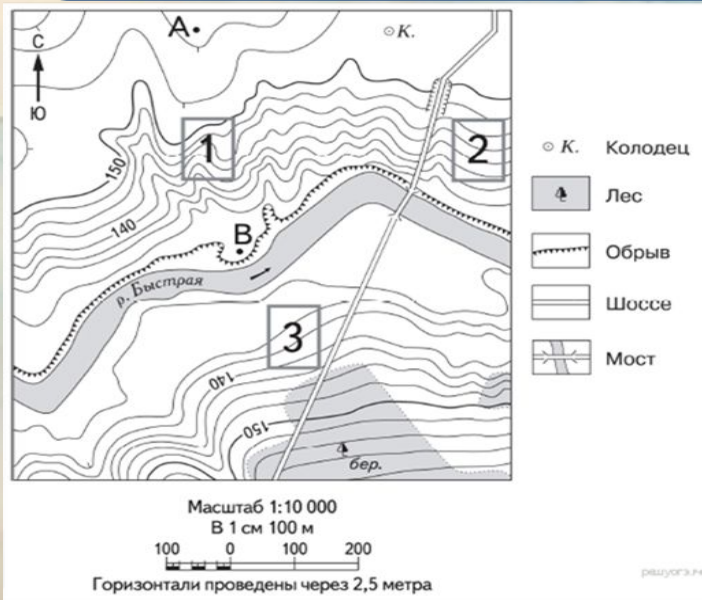 А
К.
С
Ю
1
2
150
140
В
р. Быстрая
3
140
150
бер.
К. Колодец
Лес
Обрыв
Шоссе
Мост
Масштаб 1:10 000
В 1 см 100 м
100 0 100 200
Горизонтали проведены через 2,5 метра